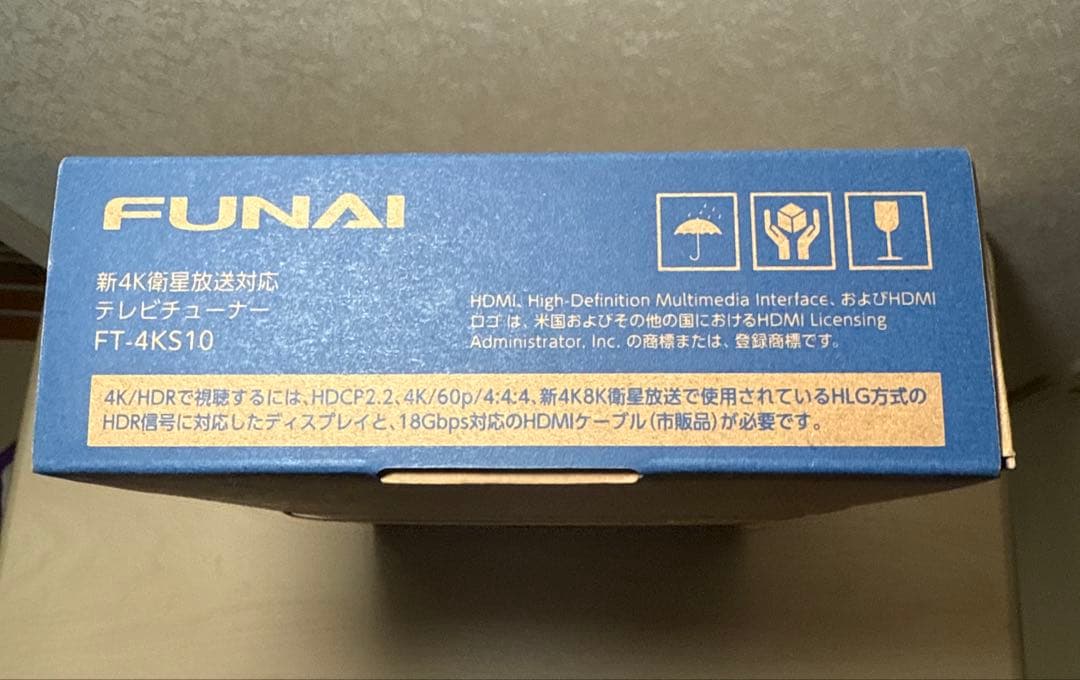 FUNAI
新4K衛星放送対応
テレビチューナー
FT-4KS10
HDMI、High-Definition Multimedia Interface、およびHDMI
ロゴ は、米国およびその他の国におけるHDMI Licensing
Administrator, Inc. の商標または、登録商標です。
4K/HDRで視聴するには、HDCP2.2、4K/60p/4:4:4、新4K8K衛星放送で使用されているHLG方式の
HDR信号に対応したディスプレイと、18Gbps対応のHDMIケーブル(市販品)が必要です。